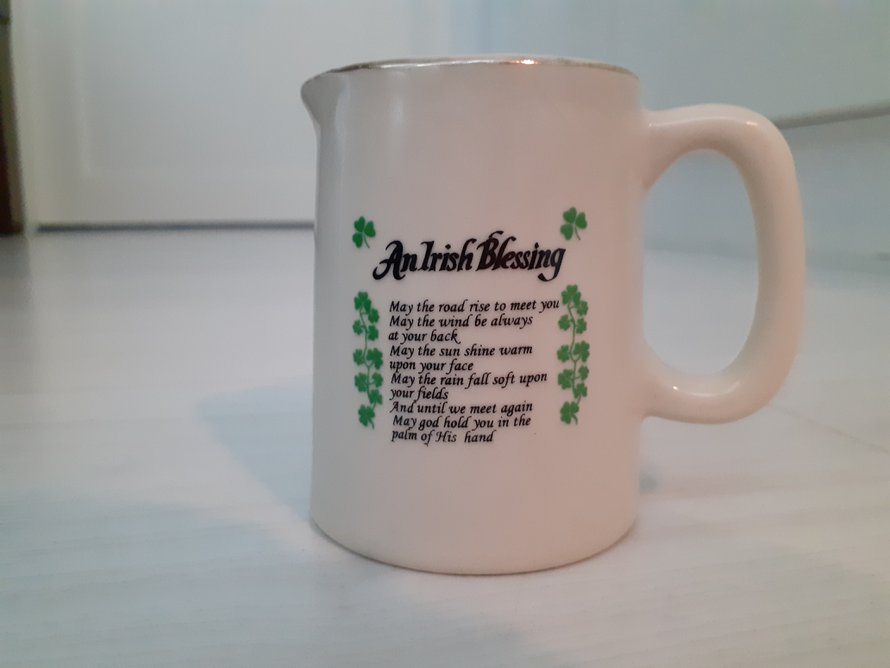 An Irish Blessing
May the road rise to meet you
May the wind be always
at your back
May the sun shine warm
upon your face
May the rain fall soft upon
your fields
And until we meet again
May god hold you in the
palm of His hand